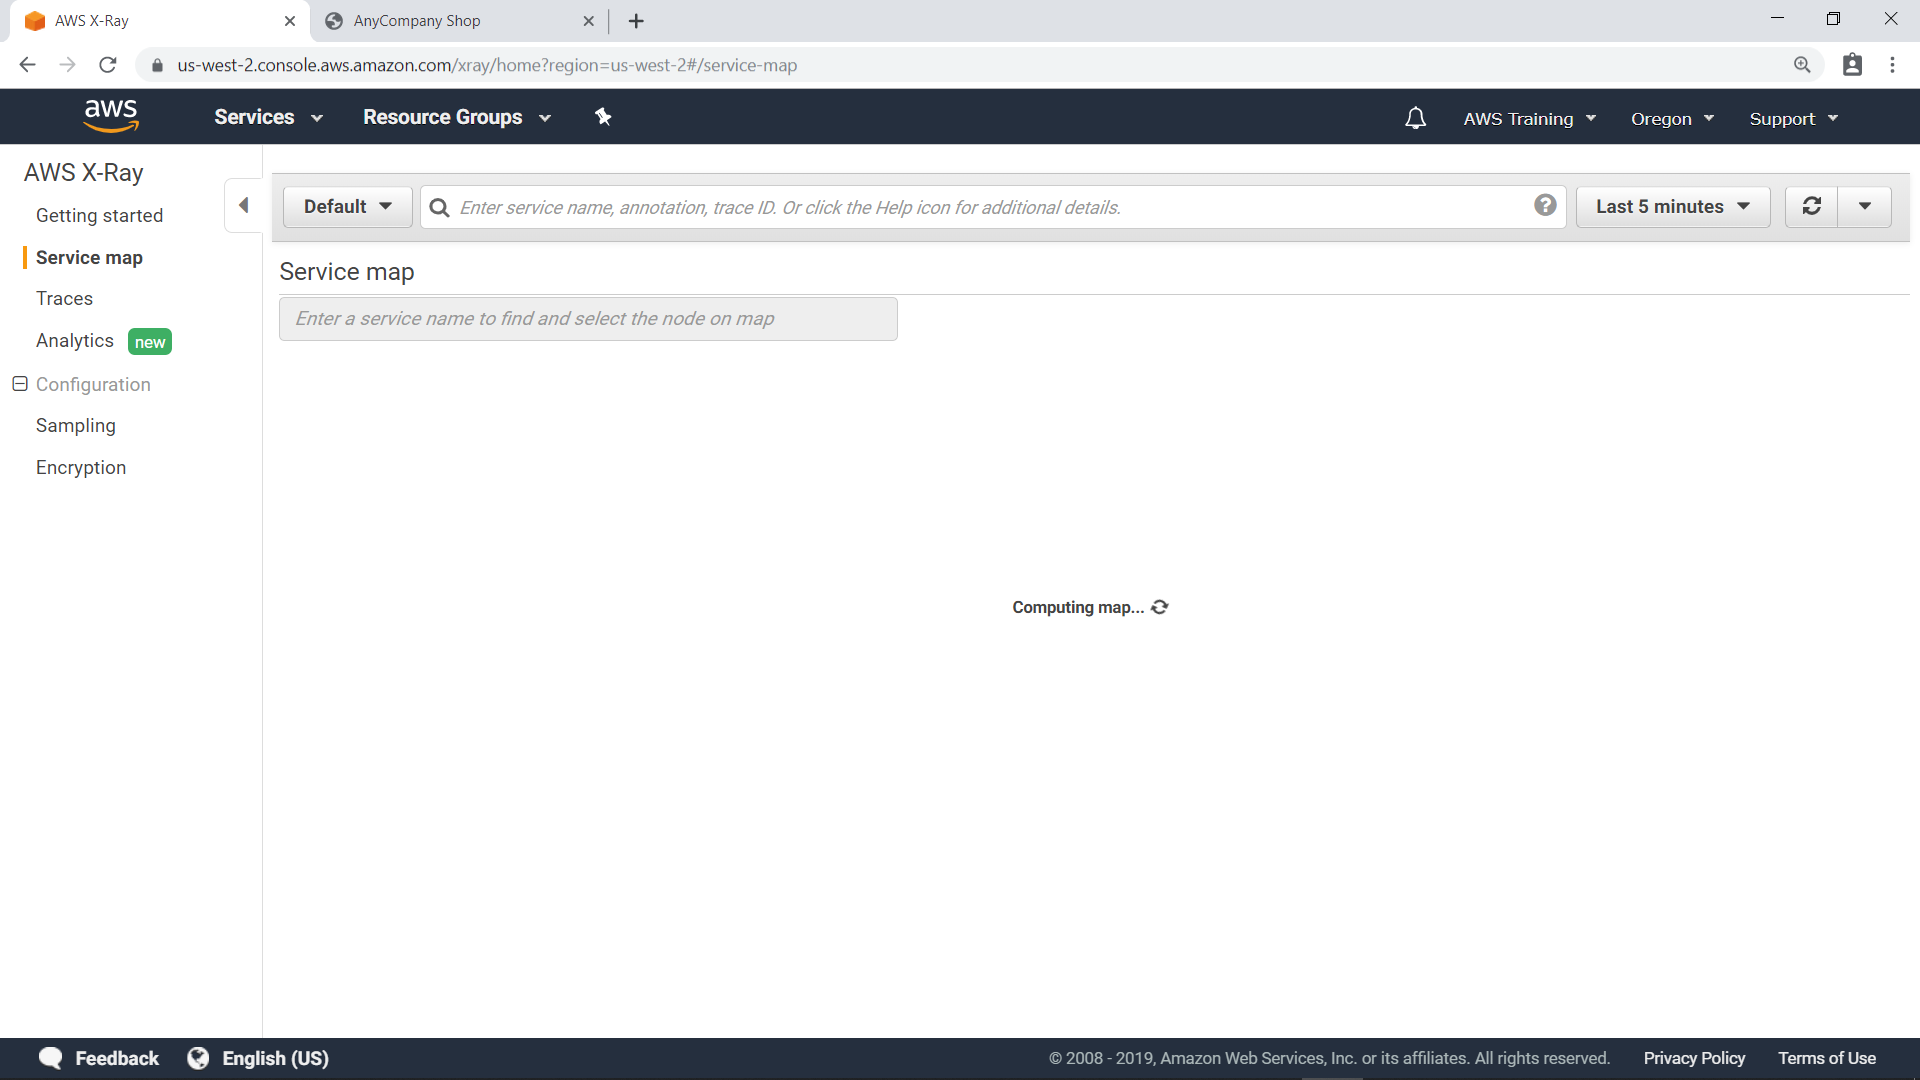 AWS X-Ray
AnyCompany Shop
us-west-2.console.aws.amazon.com/xray/home?region=us-west-2#/service-map
aws
Services
Resource Groups
AWS Training
Oregon
Support
AWS X-Ray
Getting started
Service map
Traces
Analytics new
Configuration
Sampling
Encryption
Default
Enter service name, annotation, trace ID. Or click the Help icon for additional details.
?
Last 5 minutes
Service map
Enter a service name to find and select the node on map
Computing map...
Feedback
English (US)
© 2008 - 2019, Amazon Web Services, Inc. or its affiliates. All rights reserved.
Privacy Policy
Terms of Use